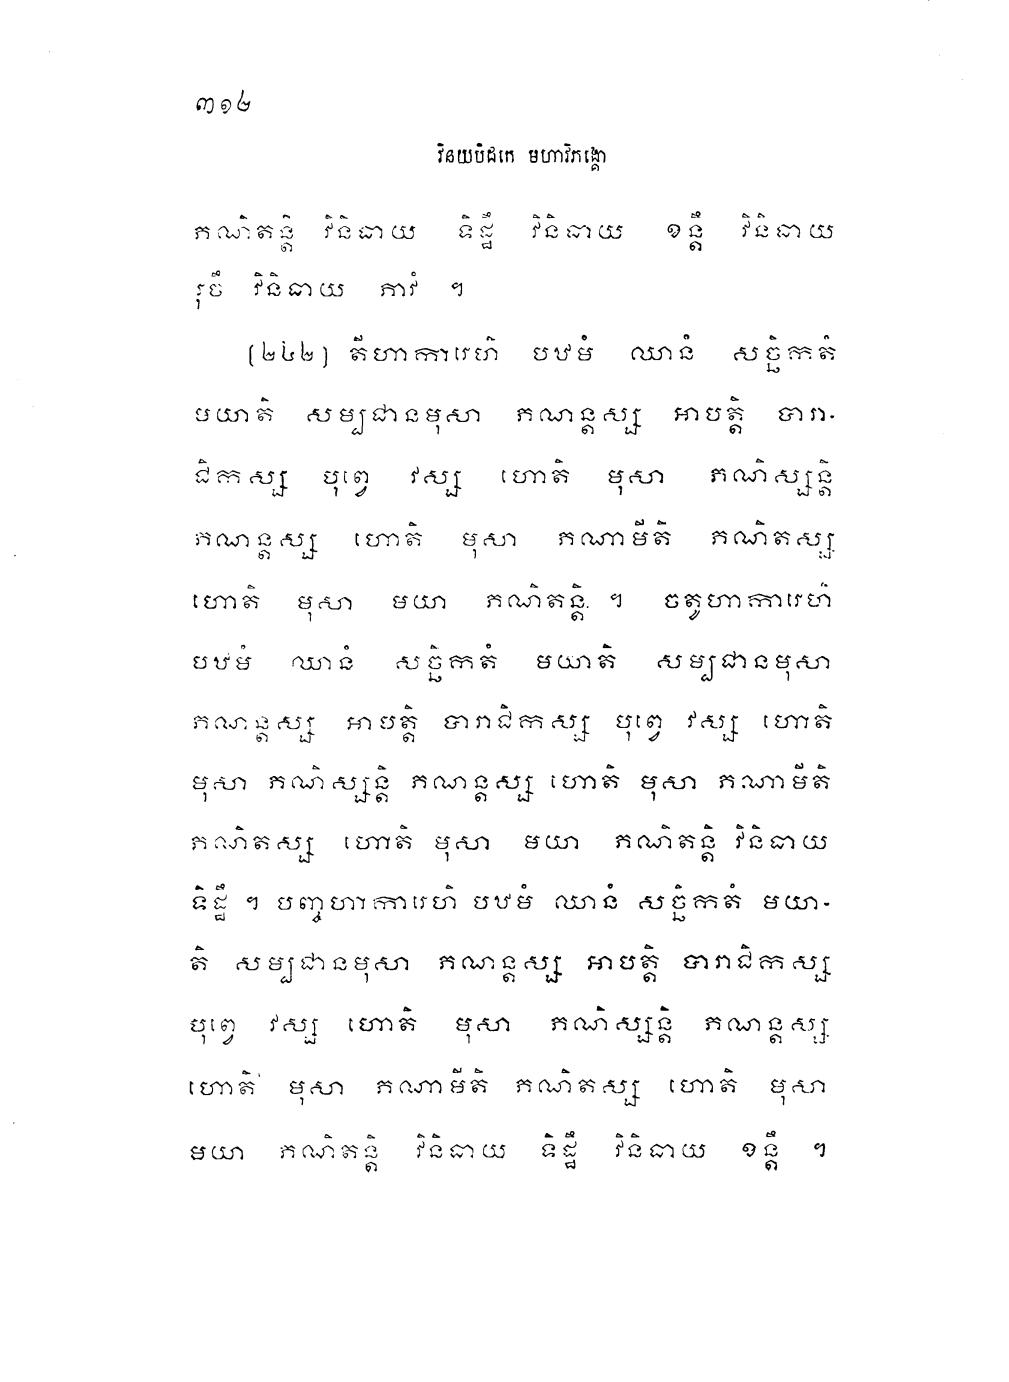 ៣១៤
វិនយបិដកេ មហាវិភង្គោ
ភណិតន្តិ វិនិធាយ ទិដ្ឋឹ វិនិធាយ ខន្តឹ វិនិធាយ
រុចឹ វិនិធាយ ភាវំ ។
(២៤២) តីហាការេហិ បឋមំ ឈានំ សច្ឆិកតំ
មយាតិ សម្បជានមុសា ភណន្តស្ស អាបត្តិ បារា-
ជិកស្ស បុព្វេ វស្ស ហោតិ មុសា ភណិស្សន្តិ
ភណន្តស្ស ហោតិ មុសា ភណាមីតិ ភណិតស្ស
ហោតិ មុសា មយា ភណិតន្តិ ។ ចតូហាការេហិ
បឋមំ ឈានំ សច្ឆិកតំ មយាតិ សម្បជានមុសា
ភណន្តស្ស អាបត្តិ បារាជិកស្ស បុព្វេ វស្ស ហោតិ
មុសា ភណិស្សន្តិ ភណន្តស្ស ហោតិ មុសា ភណាមីតិ
ភណិតស្ស ហោតិ មុសា មយា ភណិតន្តិ វិនិធាយ
ទិដ្ឋឹ ។ បញ្ចហាការេហិ បឋមំ ឈានំ សច្ឆិកតំ មយា-
តិ សម្បជានមុសា ភណន្តស្ស អាបត្តិ បារាជិកស្ស
បុព្វេ វស្ស ហោតិ មុសា ភណិស្សន្តិ ភណន្តស្ស
ហោតិ មុសា ភណាមីតិ ភណិតស្ស ហោតិ មុសា
មយា ភណិតន្តិ វិនិធាយ ទិដ្ឋឹ វិនិធាយ ខន្តឹ ។